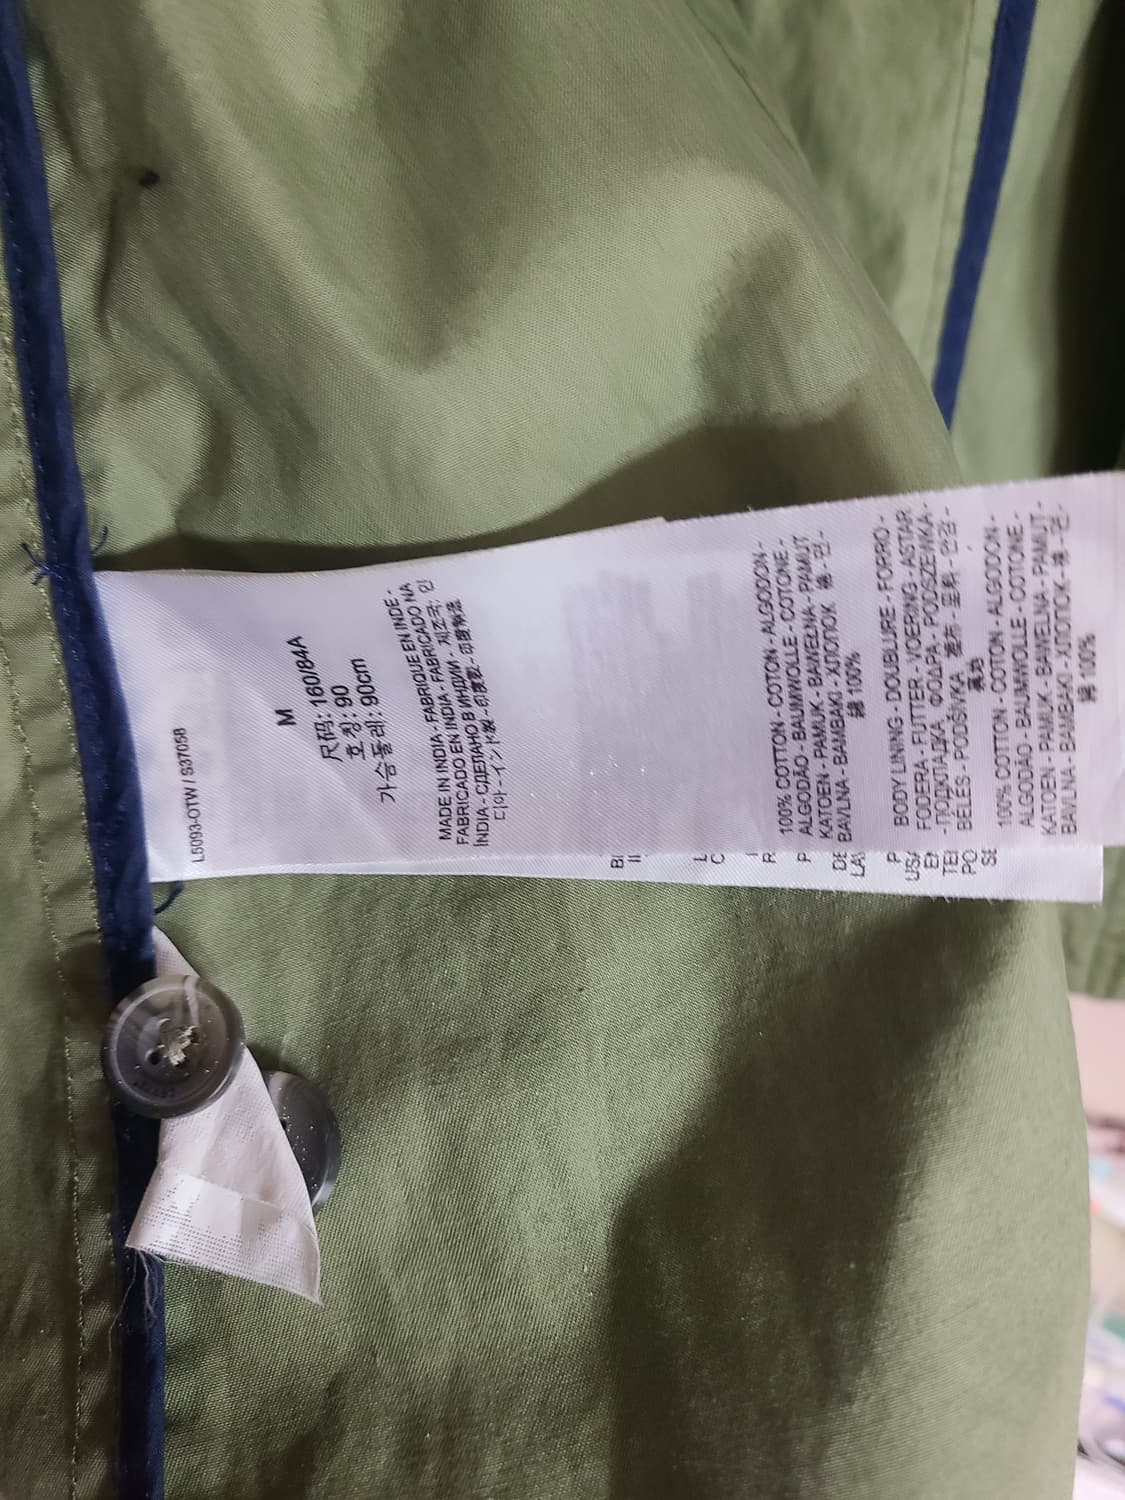 L5093-OTW / S37058
M
尺码: 160/84A
호칭: 90
가슴둘레: 90cm
MADE IN INDIA - FABRIQUE EN INDE -
FABRICADO EN INDIA - FABRICADO NA
ÍNDIA - СДЕЛАНО В ИНДИИ - 제조국: 인
디아 - インド製 - 印度製 - 印度製造
100% COTTON - COTON - ALGODON -
ALGODÃO - BAUMWOLLE - COTONE -
KATOEN - PAMUK - BAWEŁNA - PAMUT
BAVLNA - BAMBAKI - ХЛОПОК - 棉 - 면 -
綿 100%
BODY LINING - DOUBLURE - FORRO -
FODERA - FUTTER - VOERING - ASTAR
- ПОДКЛАДКА - ΦΟΔΡΑ - PODSZEWKA -
BÉLÉS - PODŠÍVKA - 里料 - 안감 -
裏地
100% COTTON - COTON - ALGODON -
ALGODÃO - BAUMWOLLE - COTONE -
KATOEN - PAMUK - BAWEŁNA - PAMUT -
BAVLNA - BAMBAKI - ХЛОПОК - 棉 - 면 -
綿 100%